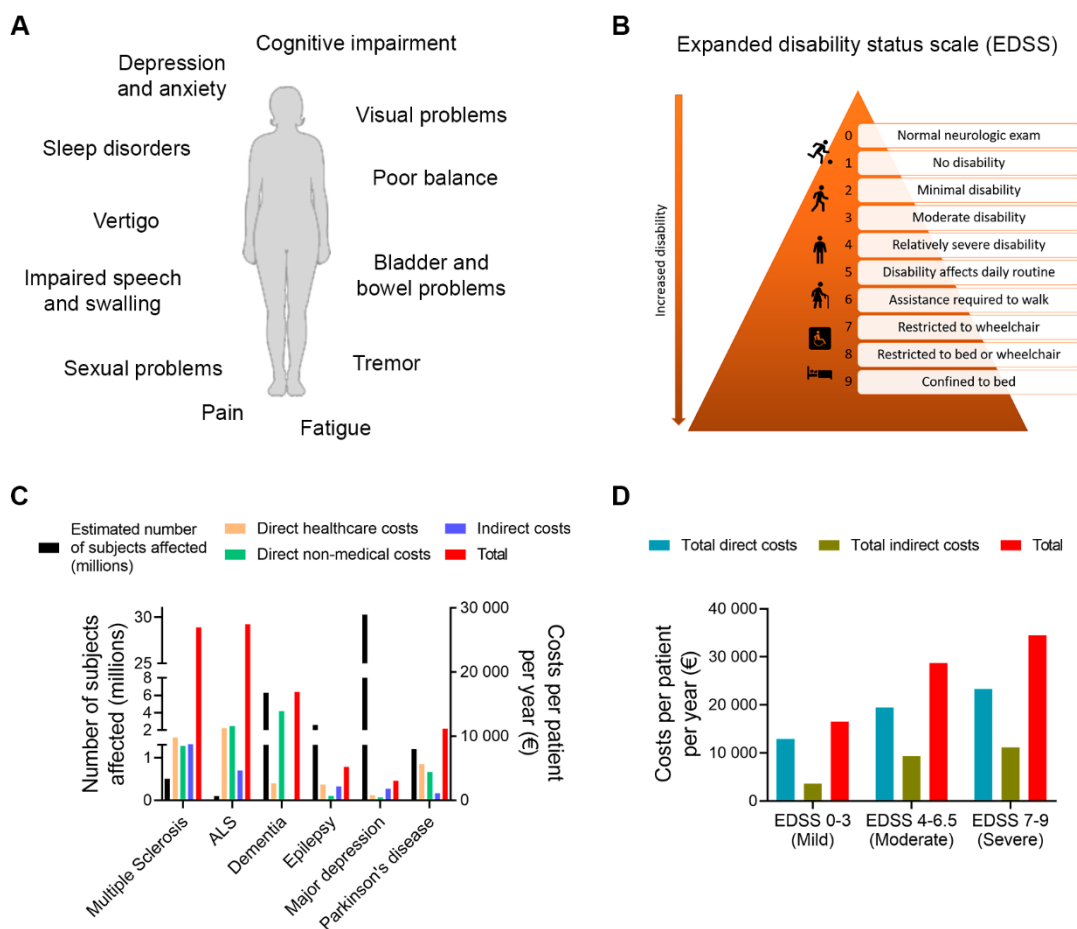 A
Cognitive impairment
Depression
and anxiety
Visual problems
Sleep disorders
Poor balance
Vertigo
Bladder and
bowel problems
Impaired speech
and swalling
Sexual problems
Tremor
Pain
Fatigue
B
Expanded disability status scale (EDSS)
Increased disability
0 Normal neurologic exam
1 No disability
2 Minimal disability
3 Moderate disability
4 Relatively severe disability
5 Disability affects daily routine
6 Assistance required to walk
7 Restricted to wheelchair
8 Restricted to bed or wheelchair
9 Confined to bed
C
Estimated number
of subjects affected
(millions)
Direct healthcare costs
Indirect costs
Direct non-medical costs
Total
Number of subjects
affected (millions)
30
25
8
6
4
2
1
0
30 000
20 000
10 000
0
Costs per patient
per year (€)
Multiple Sclerosis
ALS
Dementia
Epilepsy
Major depression
Parkinson's disease
D
Total direct costs
Total indirect costs
Total
Costs per patient
per year (€)
40 000
30 000
20 000
10 000
0
EDSS 0-3
(Mild)
EDSS 4-6.5
(Moderate)
EDSS 7-9
(Severe)